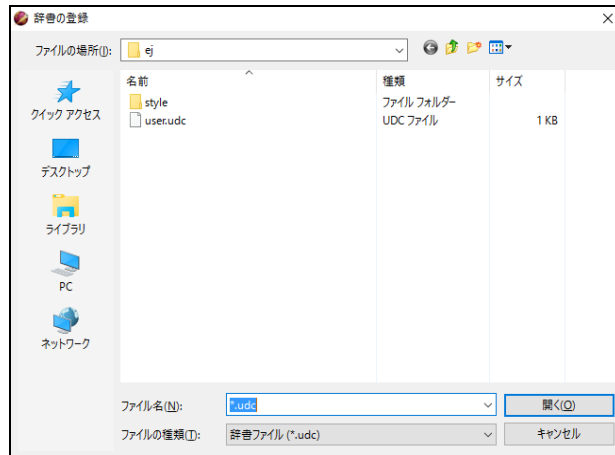 辞書の登録
ファイルの場所(I): ej
名前 種類 サイズ
style ファイル フォルダー
user.udc UDC ファイル 1 KB
クイック アクセス
デスクトップ
ライブラリ
PC
ネットワーク
ファイル名(N): *.udc 開く(O)
ファイルの種類(T): 辞書ファイル (*.udc) キャンセル